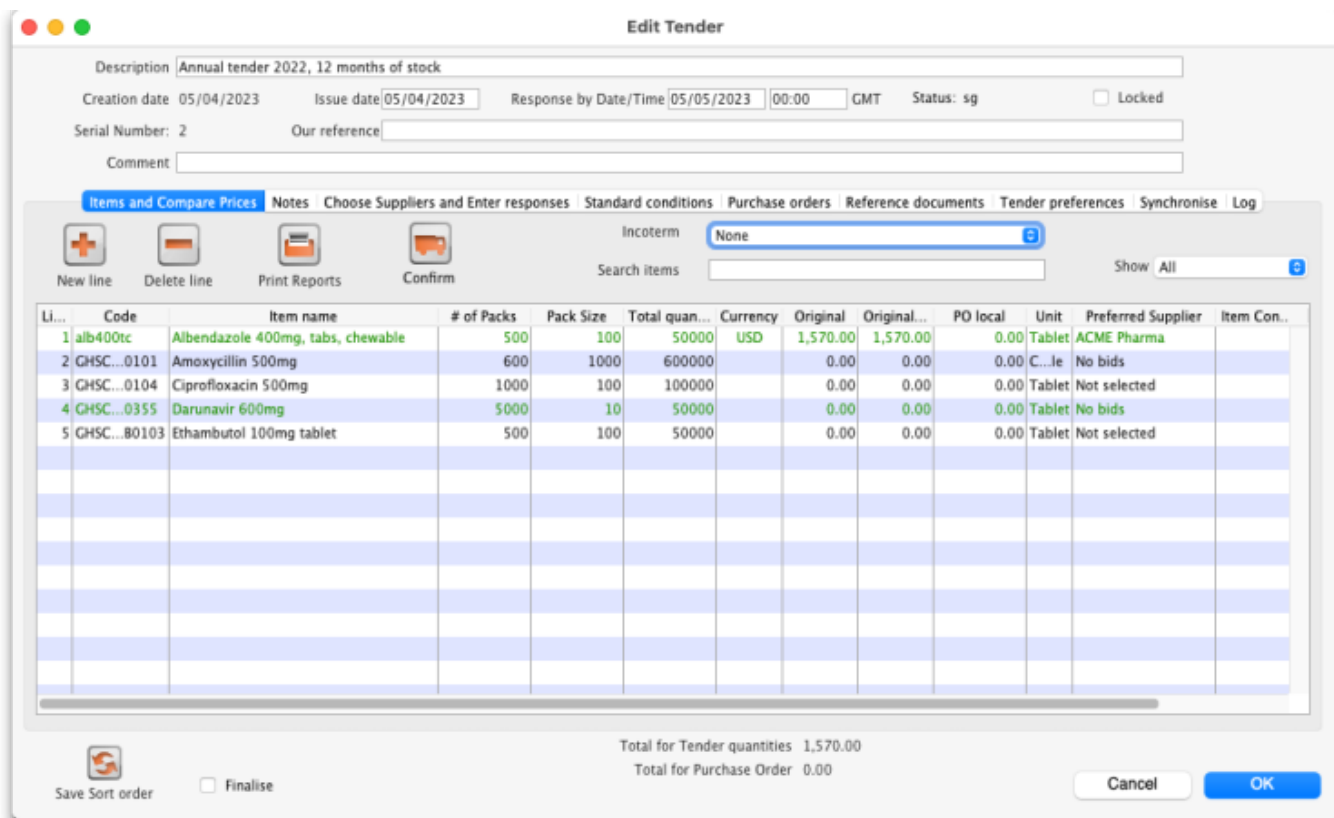 Edit Tender
Description Annual tender 2022, 12 months of stock
Creation date 05/04/2023 Issue date 05/04/2023 Response by Date/Time 05/05/2023 00:00 GMT Status: sg Locked
Serial Number: 2 Our reference
Comment
Items and Compare Prices Notes Choose Suppliers and Enter responses Standard conditions Purchase orders Reference documents Tender preferences Synchronise Log
Incoterm None
Search items Show All
New line Delete line Print Reports Confirm
Li... Code Item name # of Packs Pack Size Total quan... Currency Original Original... PO local Unit Preferred Supplier Item Con..
1 alb400tc Albendazole 400mg, tabs, chewable 500 100 50000 USD 1,570.00 1,570.00 0.00 Tablet ACME Pharma
2 GHSC...0101 Amoxycillin 500mg 600 1000 600000 0.00 0.00 0.00 C...le No bids
3 GHSC...0104 Ciprofloxacin 500mg 1000 100 100000 0.00 0.00 0.00 Tablet Not selected
4 GHSC...0355 Darunavir 600mg 5000 10 50000 0.00 0.00 0.00 Tablet No bids
5 GHSC...80103 Ethambutol 100mg tablet 500 100 50000 0.00 0.00 0.00 Tablet Not selected
Total for Tender quantities 1,570.00
Total for Purchase Order 0.00
Save Sort order Finalise Cancel OK